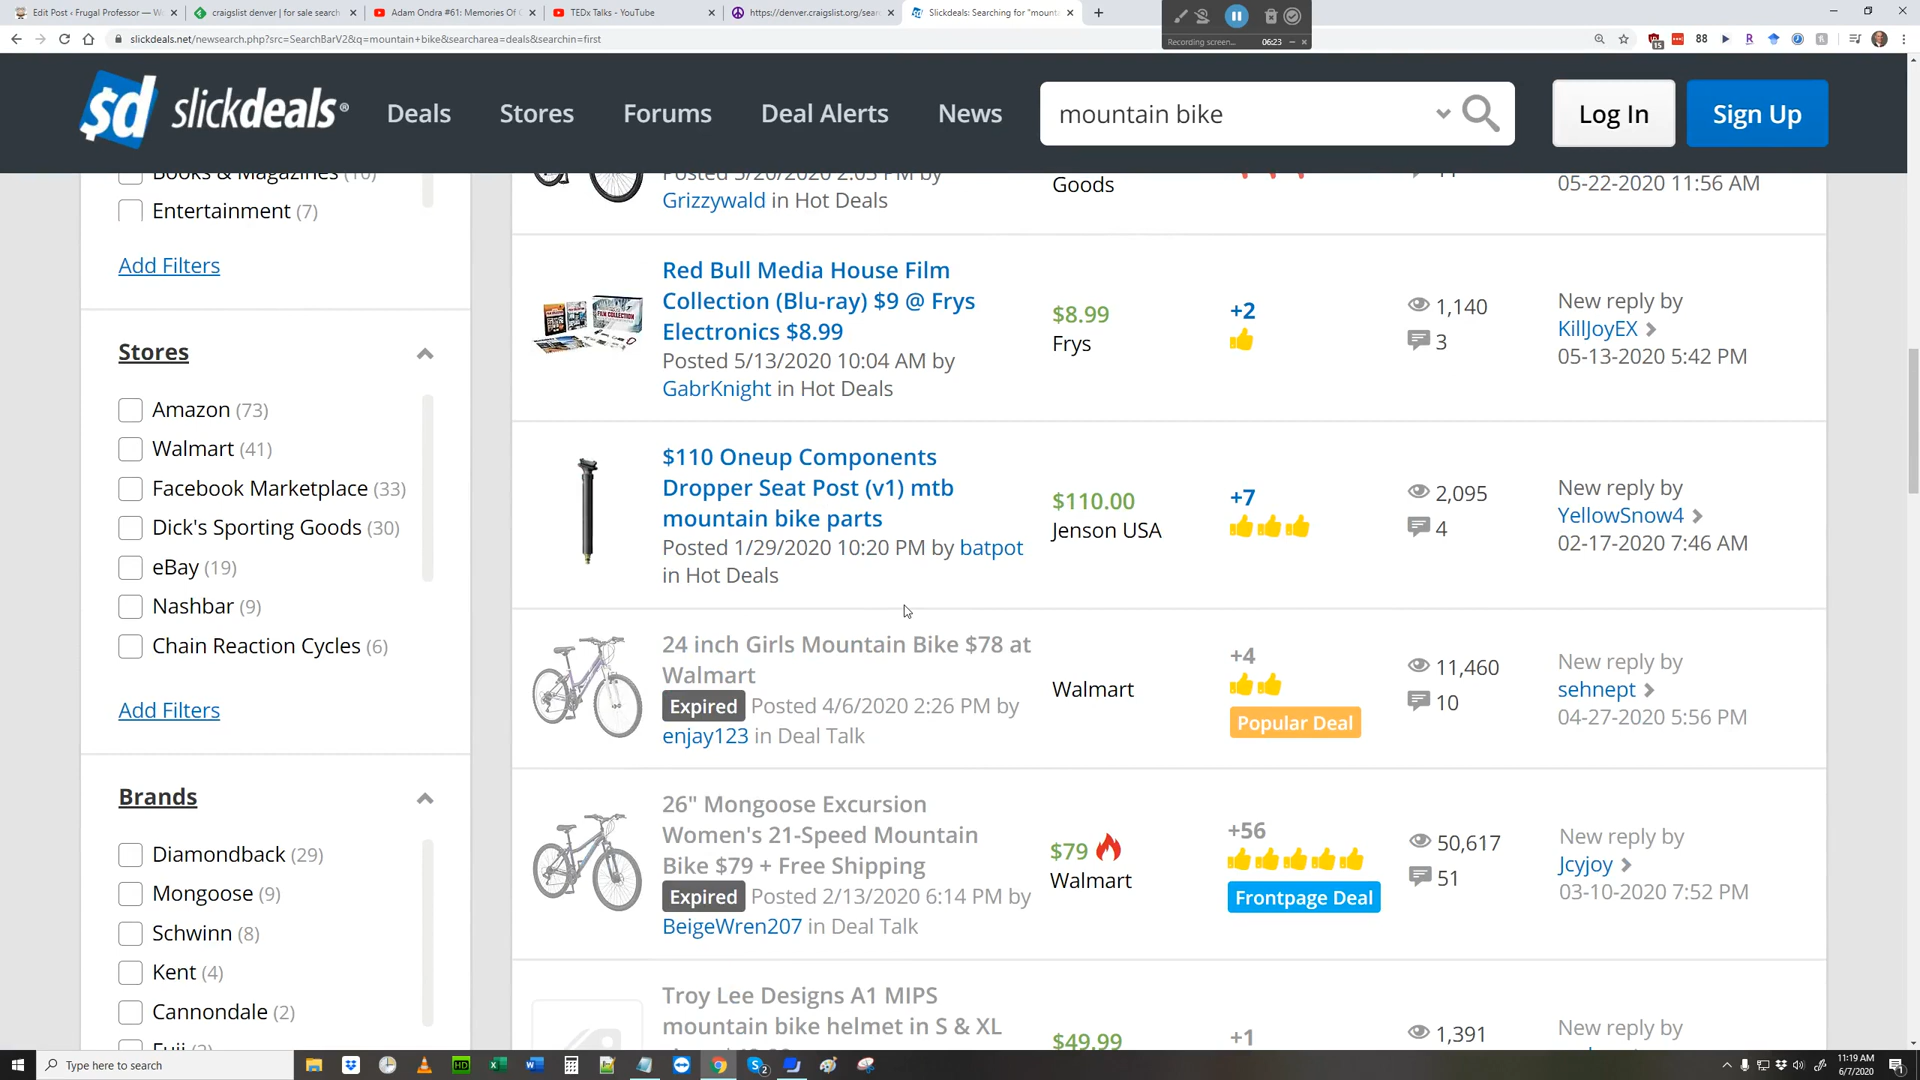 Edit Post ‹ Frugal Professor — Wo
craigslist denver | for sale search
Adam Ondra #61: Memories Of C
TEDx Talks - YouTube
https://denver.craigslist.org/sear
Slickdeals: Searching for "mount
Recording screen...
06:23
slickdeals.net/newsearch.php?src=SearchBarV2&q=mountain+bike&searcharea=deals&searchin=first
15
88
slickdeals
Deals
Stores
Forums
Deal Alerts
News
mountain bike
Log In
Sign Up
Books & Magazines (10)
Entertainment (7)
Add Filters
Stores
Amazon (73)
Walmart (41)
Facebook Marketplace (33)
Dick's Sporting Goods (30)
eBay (19)
Nashbar (9)
Chain Reaction Cycles (6)
Add Filters
Brands
Diamondback (29)
Mongoose (9)
Schwinn (8)
Kent (4)
Cannondale (2)
Posted 5/20/2020 2:03 PM by
Grizzywald in Hot Deals
Goods
05-22-2020 11:56 AM
Red Bull Media House Film
Collection (Blu-ray) $9 @ Frys
Electronics $8.99
Posted 5/13/2020 10:04 AM by
GabrKnight in Hot Deals
$8.99
Frys
+2
1,140
3
New reply by
KillJoyEX
05-13-2020 5:42 PM
$110 Oneup Components
Dropper Seat Post (v1) mtb
mountain bike parts
Posted 1/29/2020 10:20 PM by batpot
in Hot Deals
$110.00
Jenson USA
+7
2,095
4
New reply by
YellowSnow4
02-17-2020 7:46 AM
24 inch Girls Mountain Bike $78 at
Walmart
Expired Posted 4/6/2020 2:26 PM by
enjay123 in Deal Talk
Walmart
+4
Popular Deal
11,460
10
New reply by
sehnept
04-27-2020 5:56 PM
26" Mongoose Excursion
Women's 21-Speed Mountain
Bike $79 + Free Shipping
Expired Posted 2/13/2020 6:14 PM by
BeigeWren207 in Deal Talk
$79
Walmart
+56
Frontpage Deal
50,617
51
New reply by
Jcyjoy
03-10-2020 7:52 PM
Troy Lee Designs A1 MIPS
mountain bike helmet in S & XL
$49.99
+1
1,391
New reply by
Type here to search
11:19 AM
6/7/2020